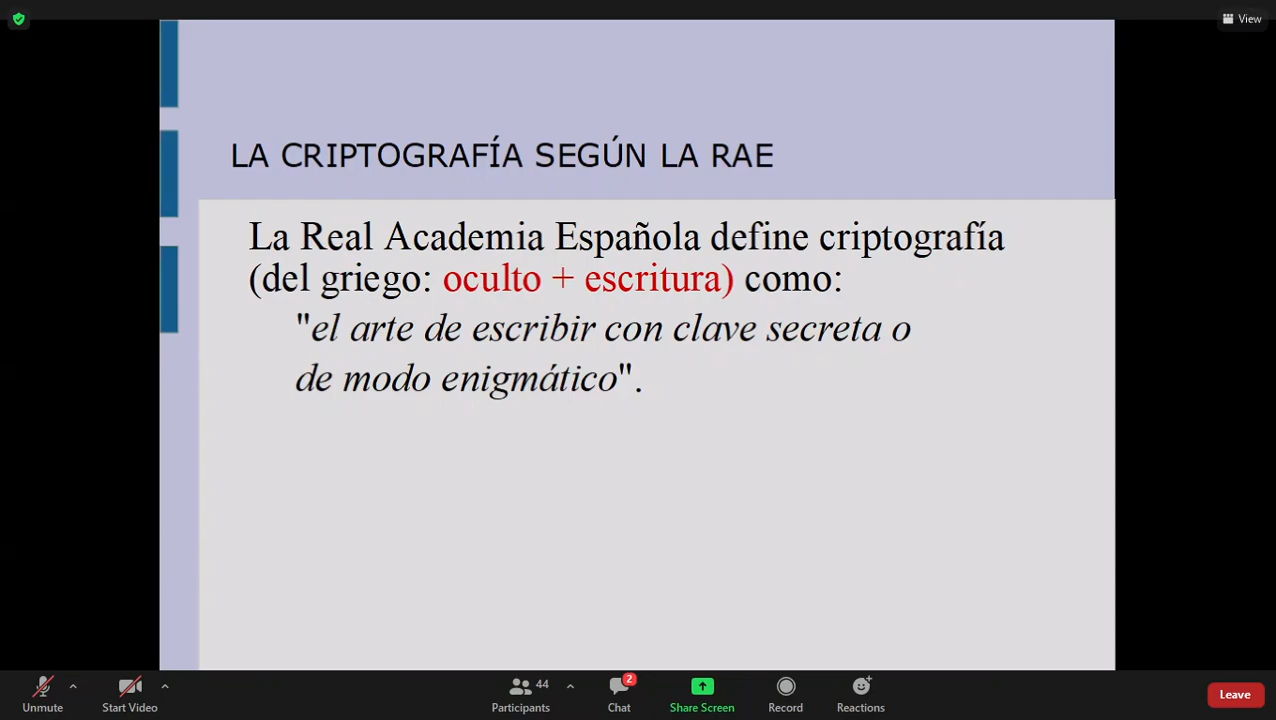 View
LA CRIPTOGRAFÍA SEGÚN LA RAE
La Real Academia Española define criptografía
(del griego: oculto + escritura) como:
"el arte de escribir con clave secreta o
de modo enigmático".
Unmute
Start Video
44
Participants
2
Chat
Share Screen
Record
Reactions
Leave